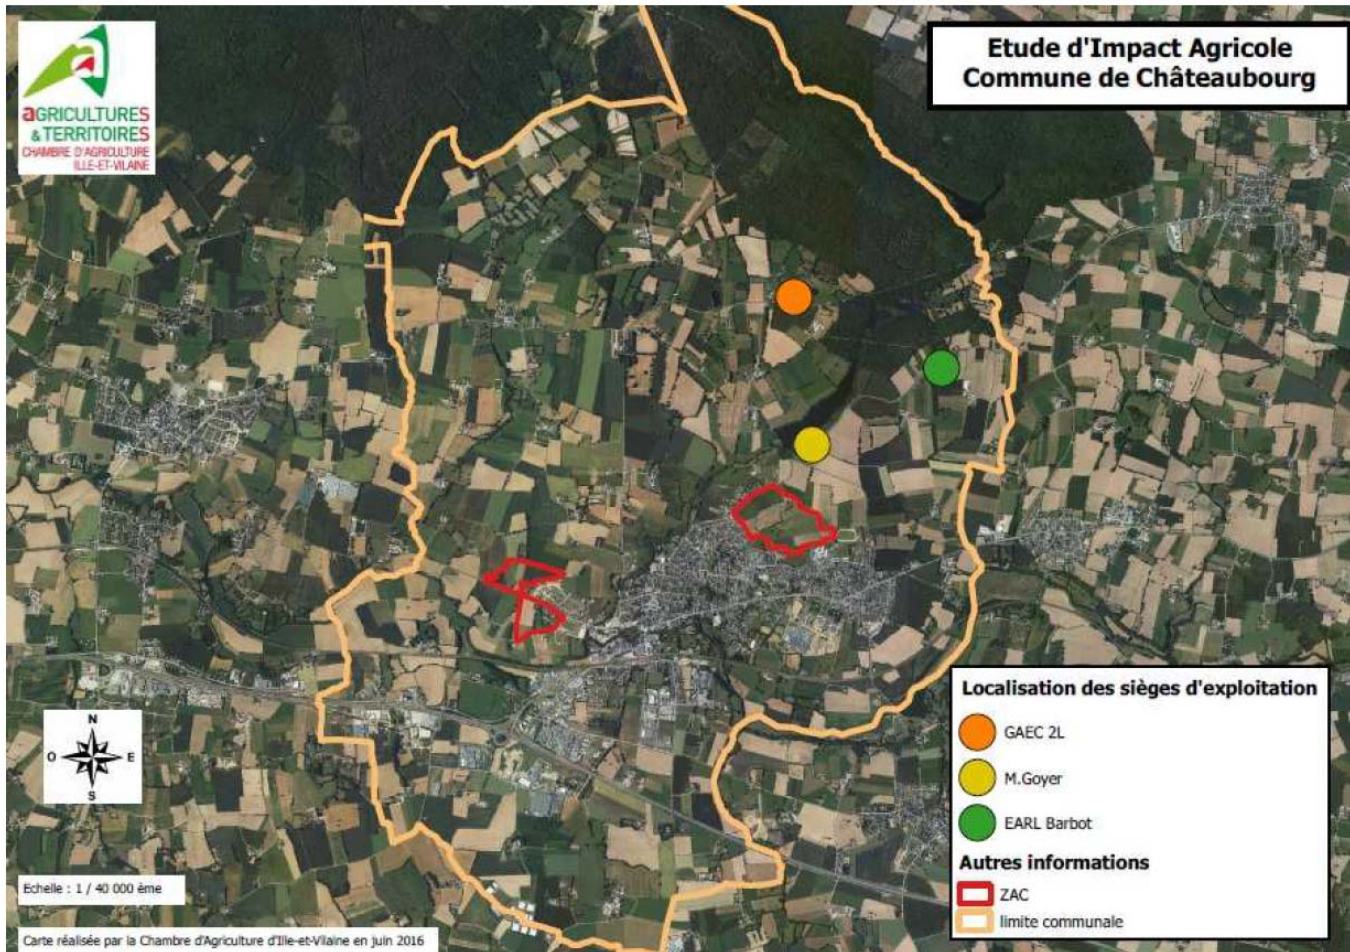 Etude d'Impact Agricole
Commune de Châteaubourg
a
aGRICULTURES
& TERRITOIRES
CHAMBRE D'AGRICULTURE
ILLE-ET-VILAINE
N
O
E
S
Localisation des sièges d'exploitation
GAEC 2L
M.Goyer
EARL Barbot
Autres informations
ZAC
limite communale
Echelle : 1 / 40 000 ème
Carte réalisée par la Chambre d'Agriculture d'Ille-et-Vilaine en juin 2016